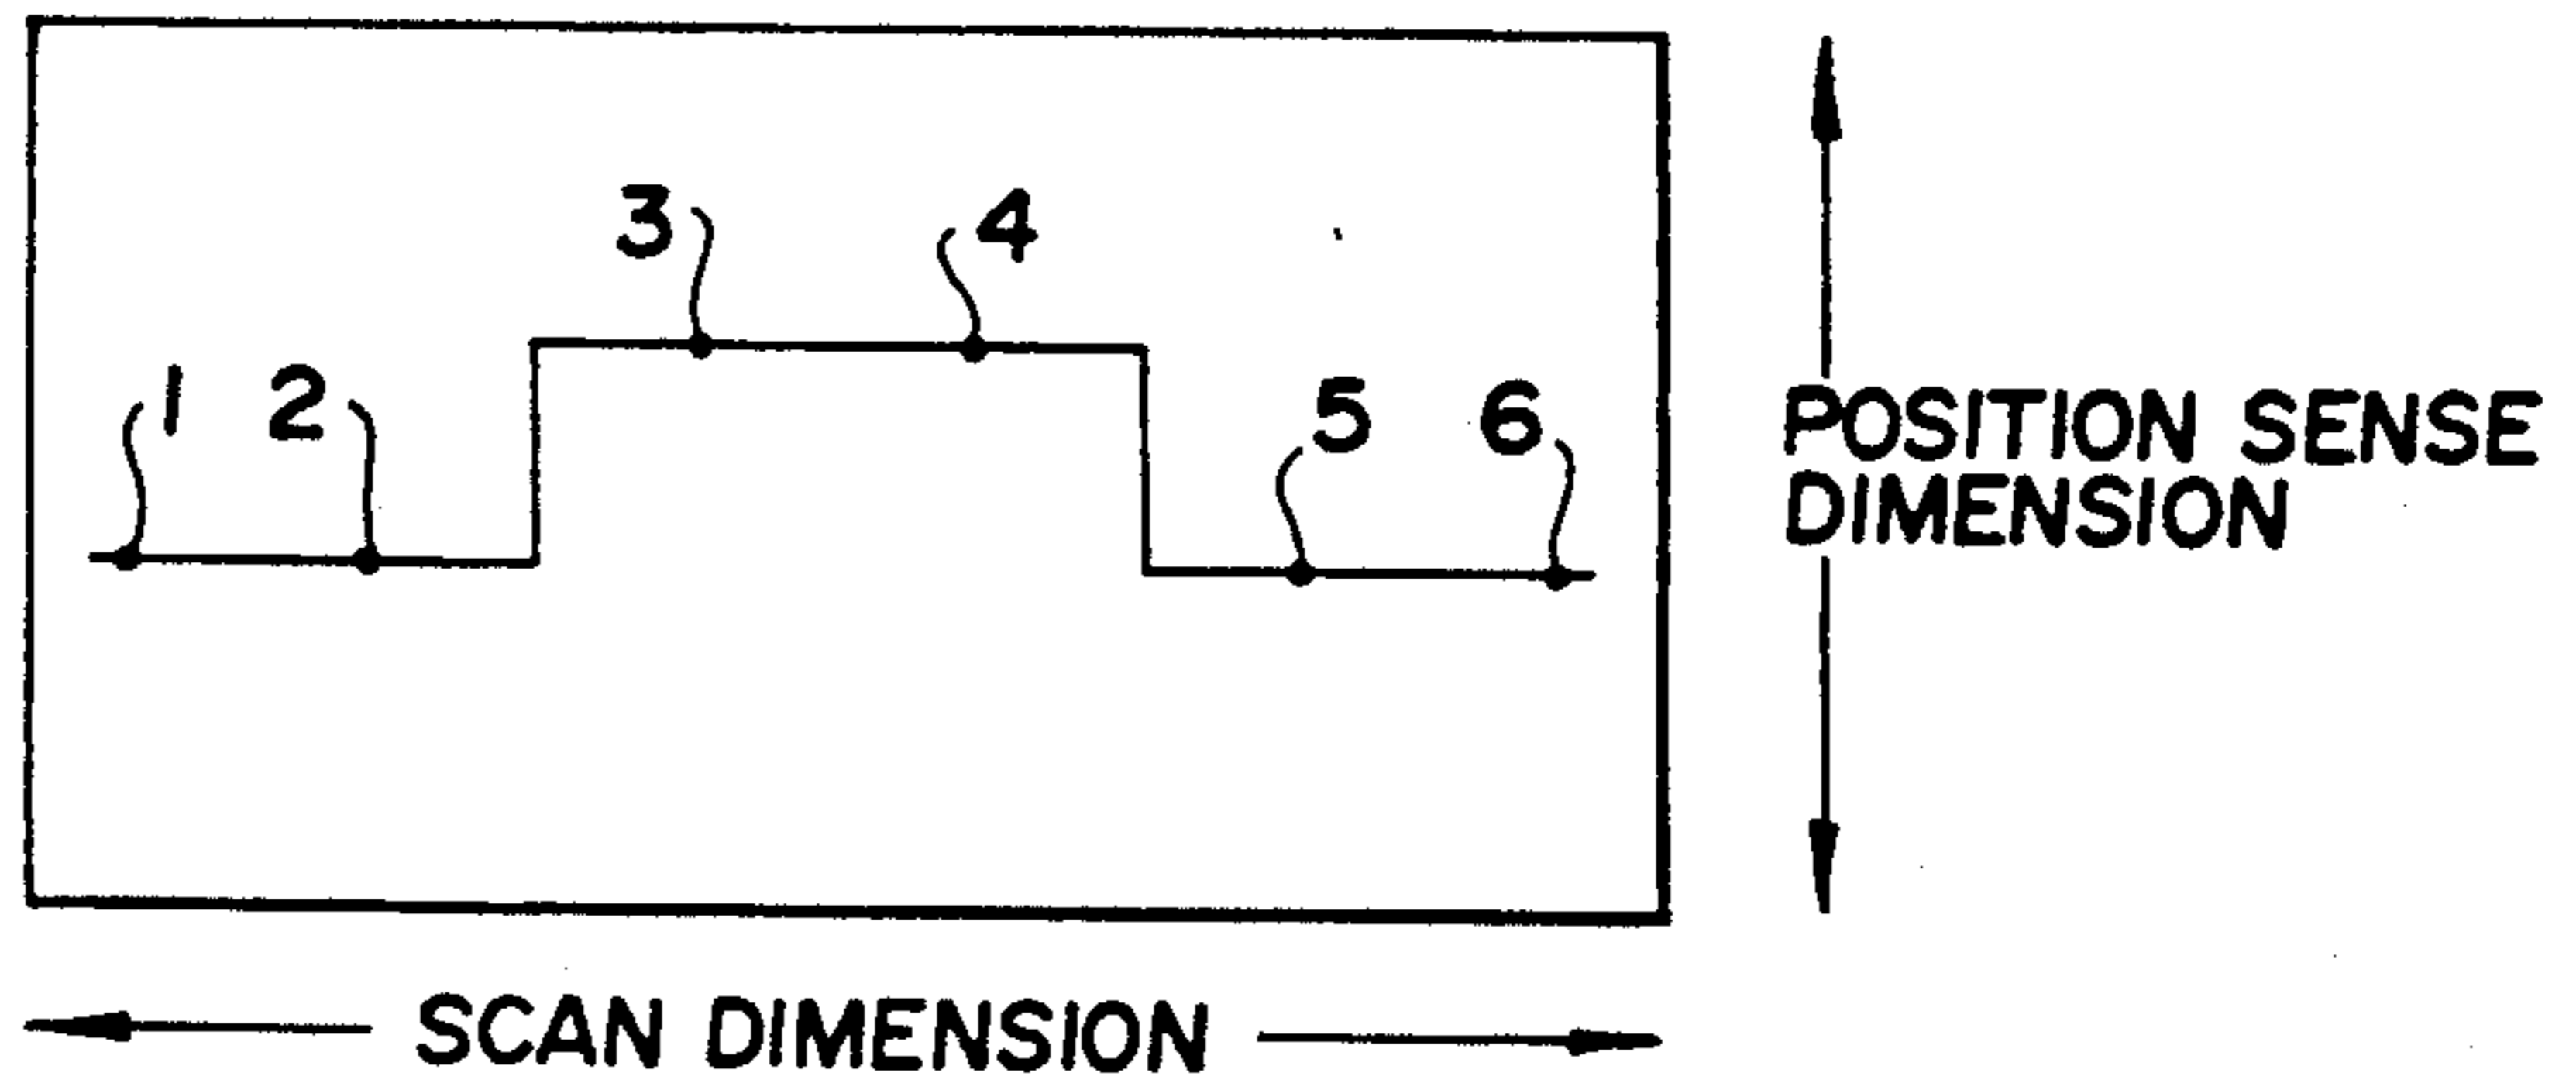 3 4
1 2 5 6
POSITION SENSE
DIMENSION
SCAN DIMENSION